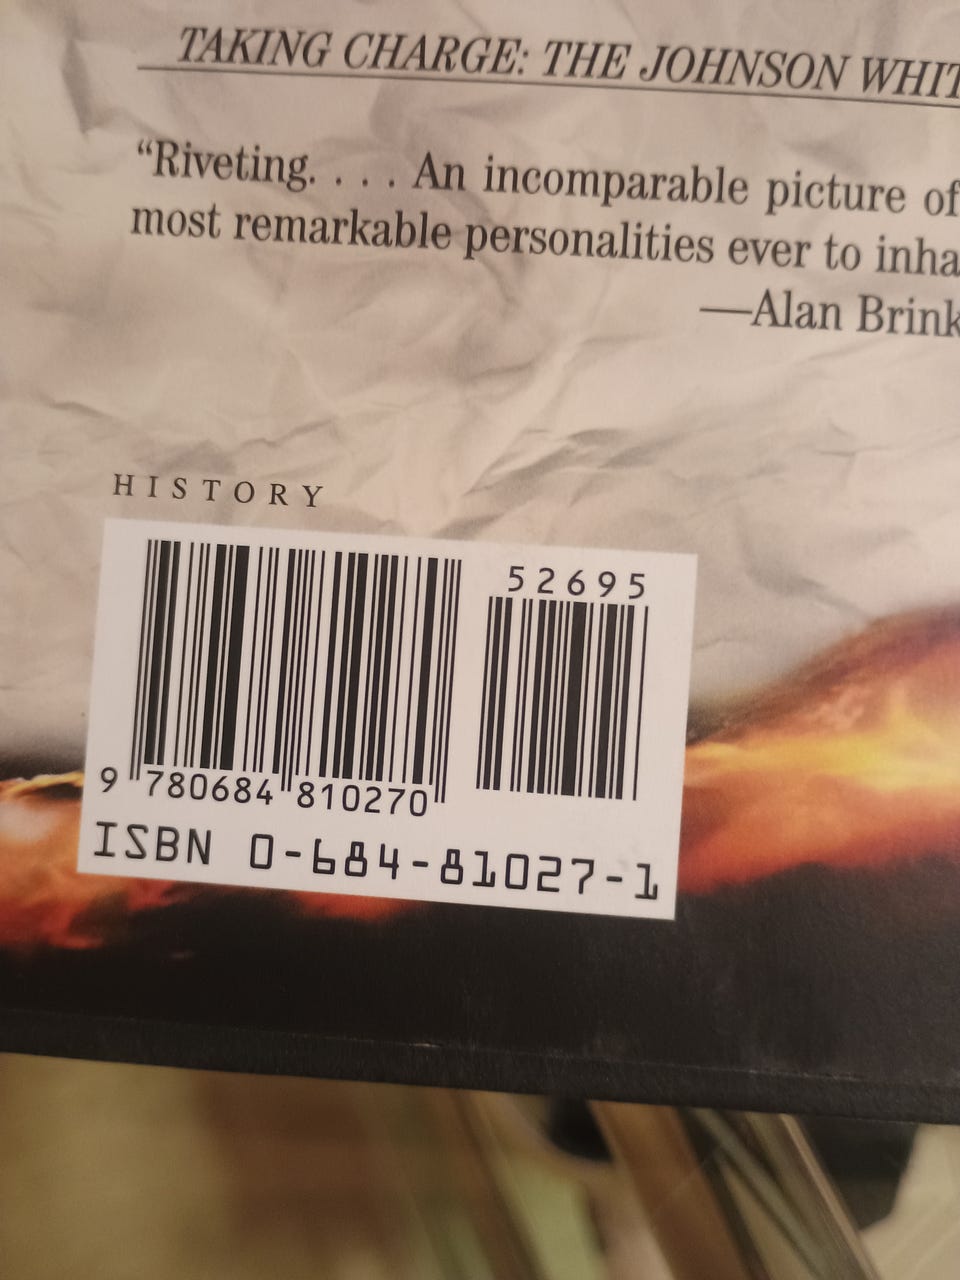 TAKING CHARGE: THE JOHNSON WHIT
“Riveting. . . . An incomparable picture of
most remarkable personalities ever to inha
—Alan Brink
HISTORY
52695
9 780684 810270
ISBN 0-684-81027-1